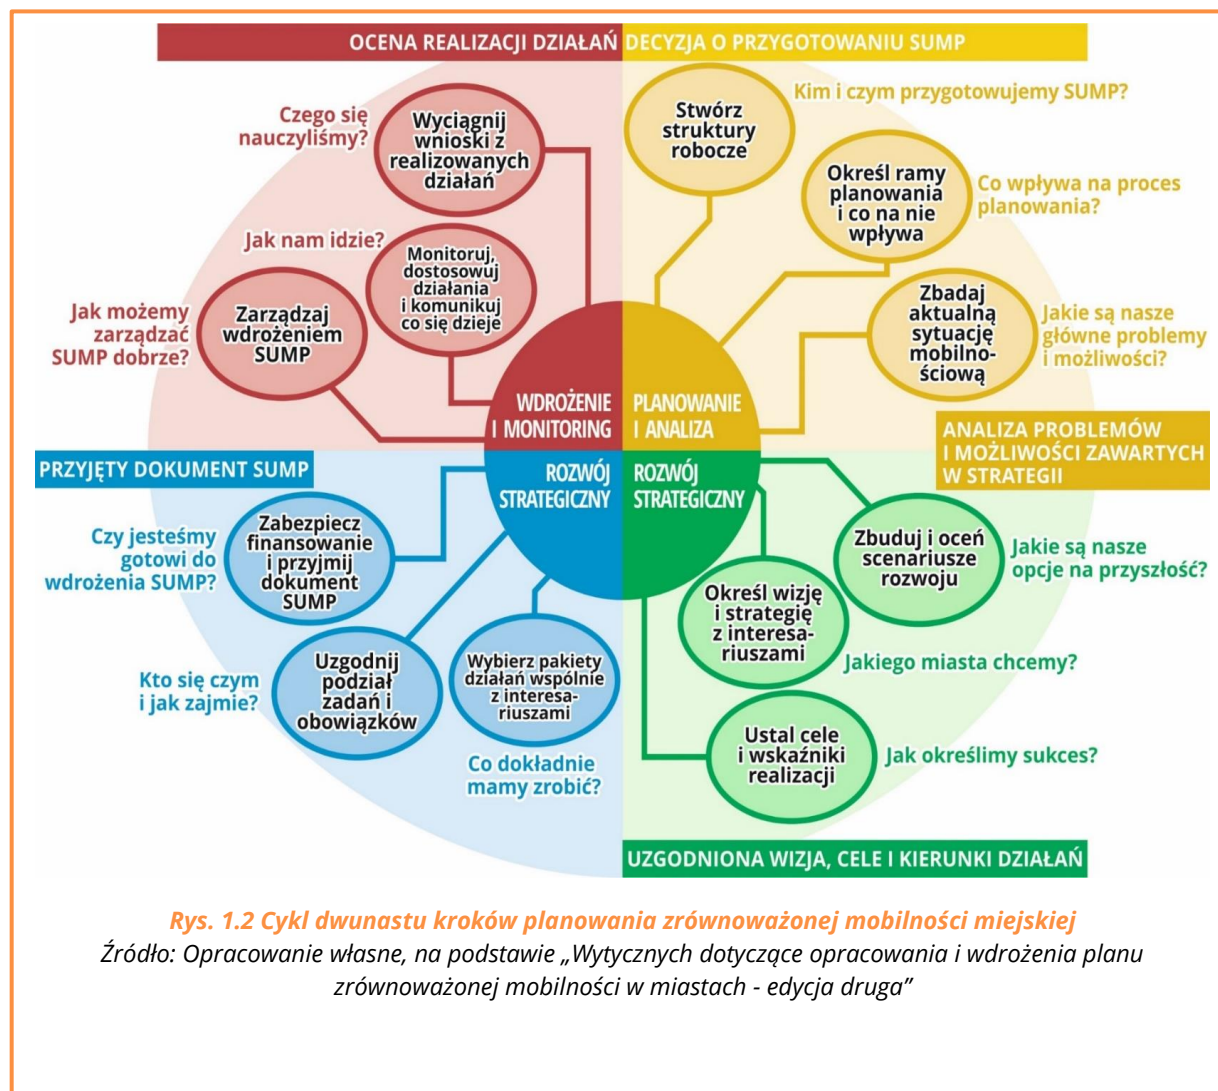 OCENA REALIZACJI DZIAŁAŃ
DECYZJA O PRZYGOTOWANIU SUMP
Kim i czym przygotowujemy SUMP?
Stwórz
struktury
robocze
Określ ramy
planowania
i co na nie
wpływa
Co wpływa na proces
planowania?
Zbadaj
aktualną
sytuację
mobilno-
ściową
Jakie są nasze
główne problemy
i możliwości?
PLANOWANIE
I ANALIZA
ANALIZA PROBLEMÓW
I MOŻLIWOŚCI ZAWARTYCH
W STRATEGII
ROZWÓJ
STRATEGICZNY
Zbuduj i oceń
scenariusze
rozwoju
Jakie są nasze
opcje na przyszłość?
Określ wizję
i strategię
z interesa-
riuszami
Jakiego miasta chcemy?
Ustal cele
i wskaźniki
realizacji
Jak określimy sukces?
UZGODNIONA WIZJA, CELE I KIERUNKI DZIAŁAŃ
ROZWÓJ
STRATEGICZNY
Wybierz pakiety
działań wspólnie
z interesa-
riuszami
Co dokładnie
mamy zrobić?
Uzgodnij
podział
zadań i
obowiązków
Kto się czym
i jak zajmie?
Zabezpiecz
finansowanie
i przyjmij
dokument
SUMP
Czy jesteśmy
gotowi do
wdrożenia SUMP?
PRZYJĘTY DOKUMENT SUMP
WDROŻENIE
I MONITORING
Zarządzaj
wdrożeniem
SUMP
Jak możemy
zarządzać
SUMP dobrze?
Monitoruj,
dostosowuj
działania
i komunikuj
co się dzieje
Jak nam idzie?
Wyciągnij
wnioski z
realizowanych
działań
Czego się
nauczyliśmy?
Rys. 1.2 Cykl dwunastu kroków planowania zrównoważonej mobilności miejskiej
Źródło: Opracowanie własne, na podstawie „Wytycznych dotyczące opracowania i wdrożenia planu
zrównoważonej mobilności w miastach - edycja druga”